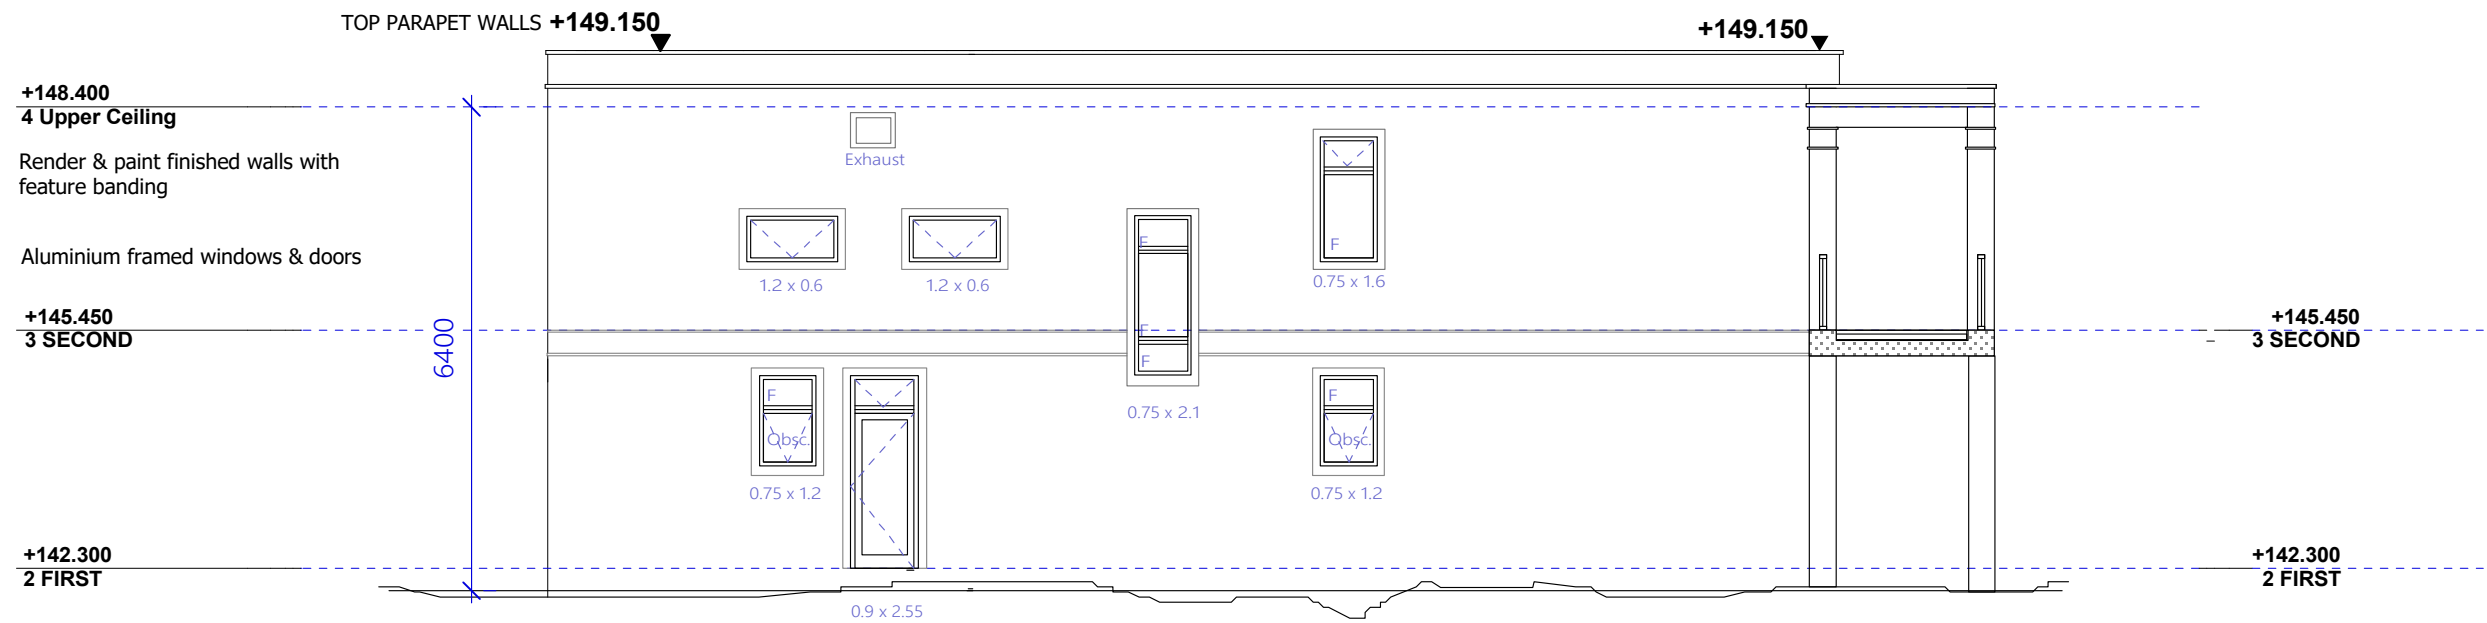 TOP PARAPET WALLS +149.150
+149.150
+148.400
4 Upper Ceiling
Render & paint finished walls with
feature banding
Exhaust
F
Aluminium framed windows & doors
F
1.2 x 0.6
1.2 x 0.6
0.75 x 1.6
+145.450
3 SECOND
6400
F
F
+145.450
3 SECOND
F
F
0.75 x 2.1
Obsc.
Obsc.
0.75 x 1.2
0.75 x 1.2
+142.300
2 FIRST
+142.300
2 FIRST
0.9 x 2.55